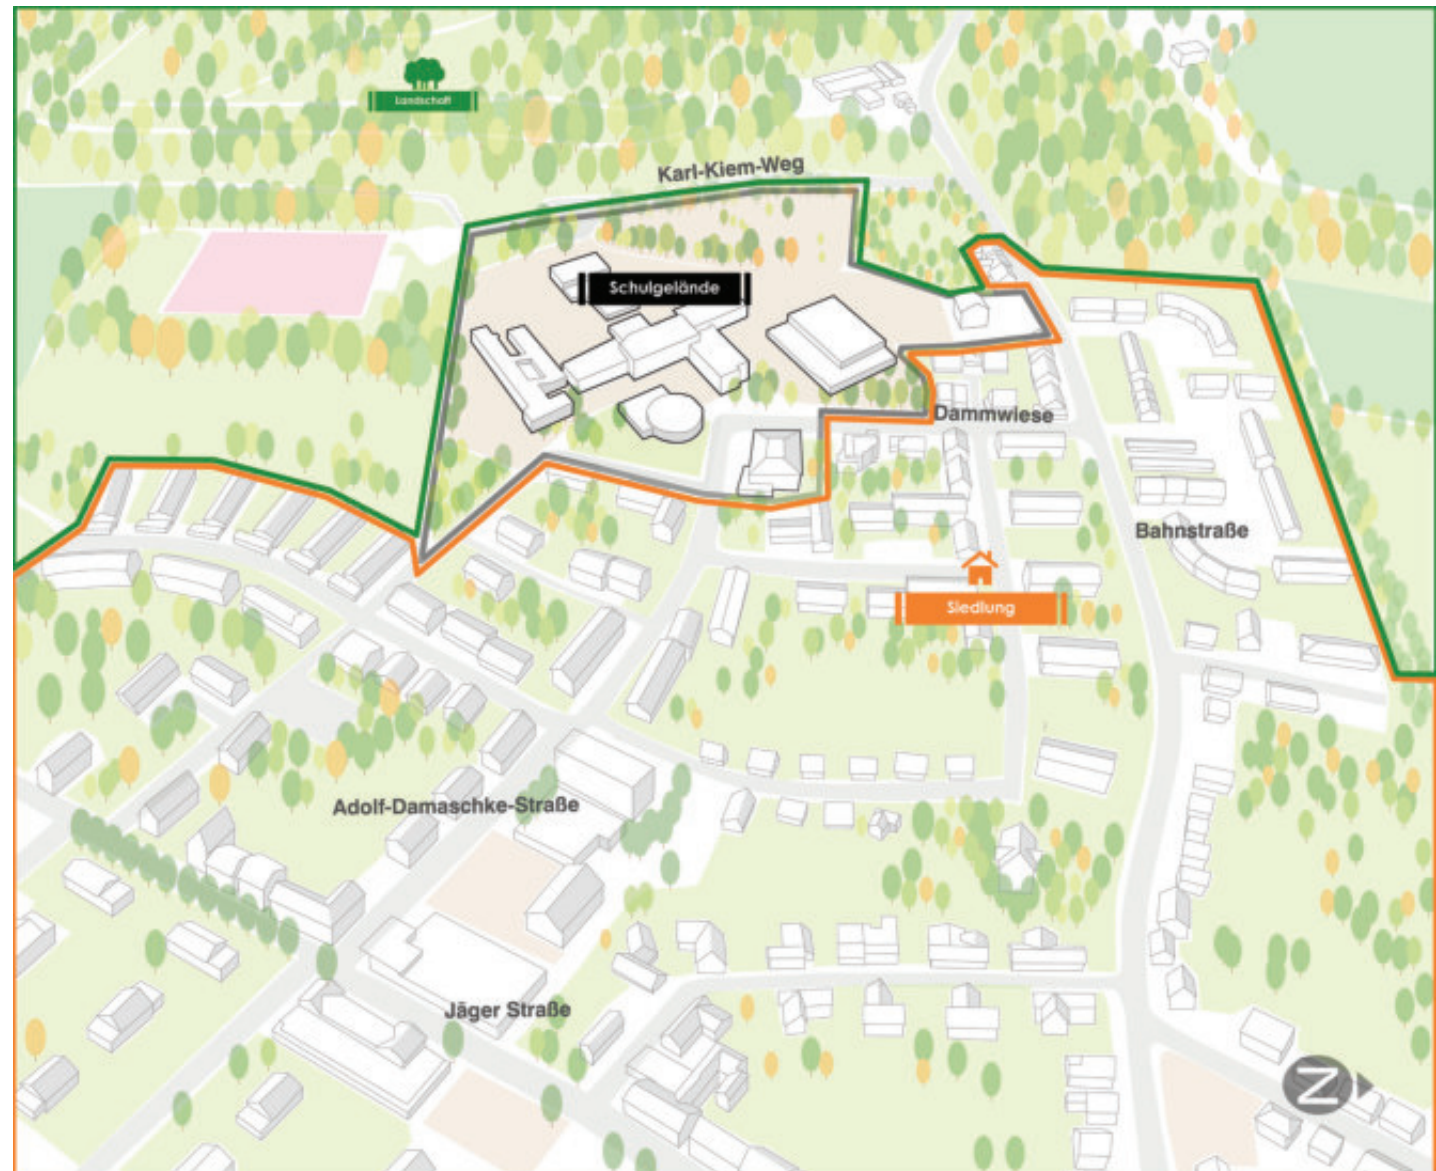 Landschaft
Karl-Kiem-Weg
Schulgelände
Dammwiese
Bahnstraße
Siedlung
Adolf-Damaschke-Straße
Jäger Straße
N